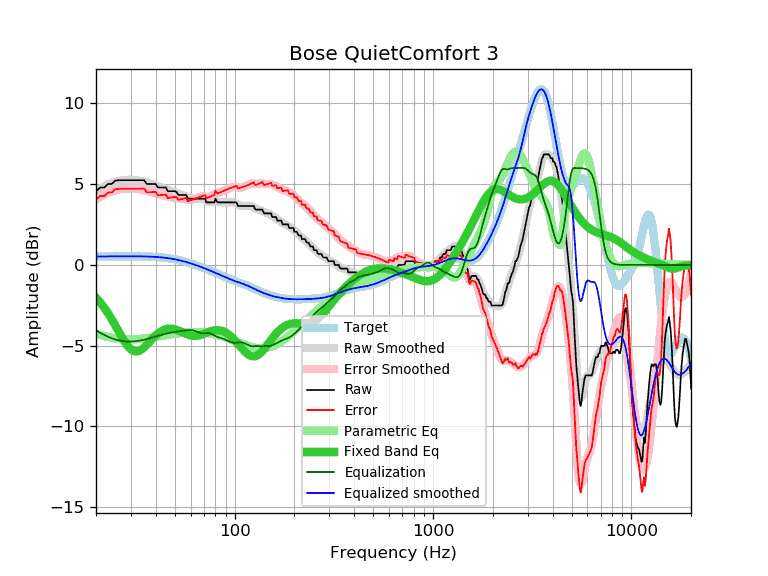 Bose QuietComfort 3
Amplitude (dBr)
10
5
0
−5
−10
−15
Target
Raw Smoothed
Error Smoothed
Raw
Error
Parametric Eq
Fixed Band Eq
Equalization
Equalized smoothed
100
1000
10000
Frequency (Hz)